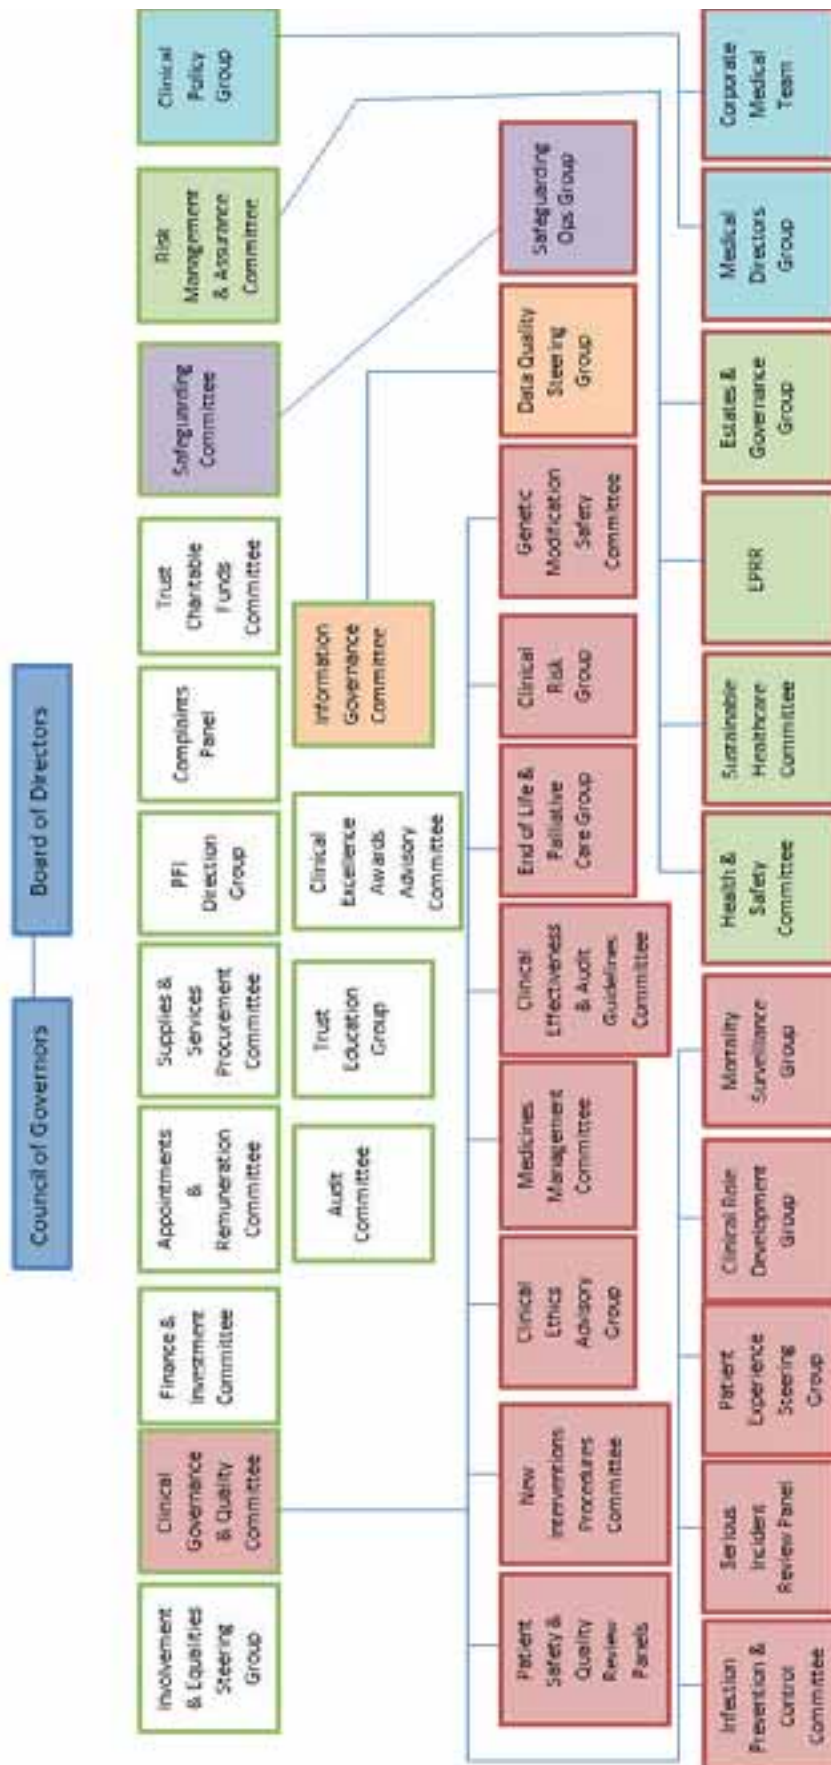 Council of Governors
Board of Directors
Involvement
& Equalities
Steering
Group
Clinical
Governance
& Quality
Committee
Finance &
Investment
Committee
Appointments
&
Remuneration
Committee
Supplies &
Services
Procurement
Committee
PFI
Direction
Group
Complaints
Panel
Trust
Charitable
Funds
Committee
Safeguarding
Committee
Risk
Management
& Assurance
Committee
Clinical
Policy
Group
Audit
Committee
Trust
Education
Group
Clinical
Excellence
Awards
Advisory
Committee
Information
Governance
Committee
Patient
Safety &
Quality
Review
Panels
New
Interventions
Procedures
Committee
Clinical
Ethics
Advisory
Group
Medicines
Management
Committee
Clinical
Effectiveness
& Audit
Guidelines
Committee
End of Life &
Palliative
Care Group
Clinical
Risk
Group
Genetic
Modification
Safety
Committee
Data Quality
Steering
Group
Safeguarding
Ops Group
Infection
Prevention &
Control
Committee
Serious
Incident
Review Panel
Patient
Experience
Steering
Group
Clinical Role
Development
Group
Mortality
Surveillance
Group
Health &
Safety
Committee
Sustainable
Healthcare
Committee
EPRR
Estates &
Governance
Group
Medical
Directors
Group
Corporate
Medical
Team